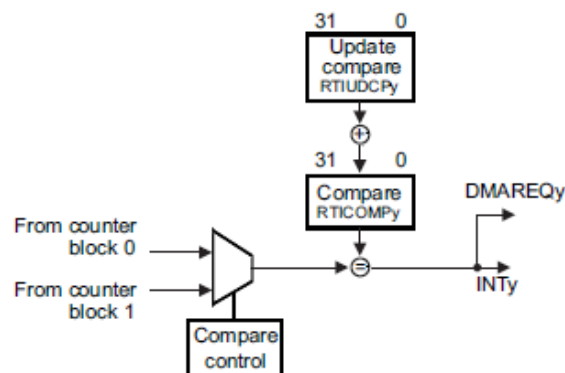 31 0
Update
compare
RTIUDCPy
+
31 0
Compare
RTICOMPy
DMAREQy
From counter
block 0
=
INTy
From counter
block 1
Compare
control